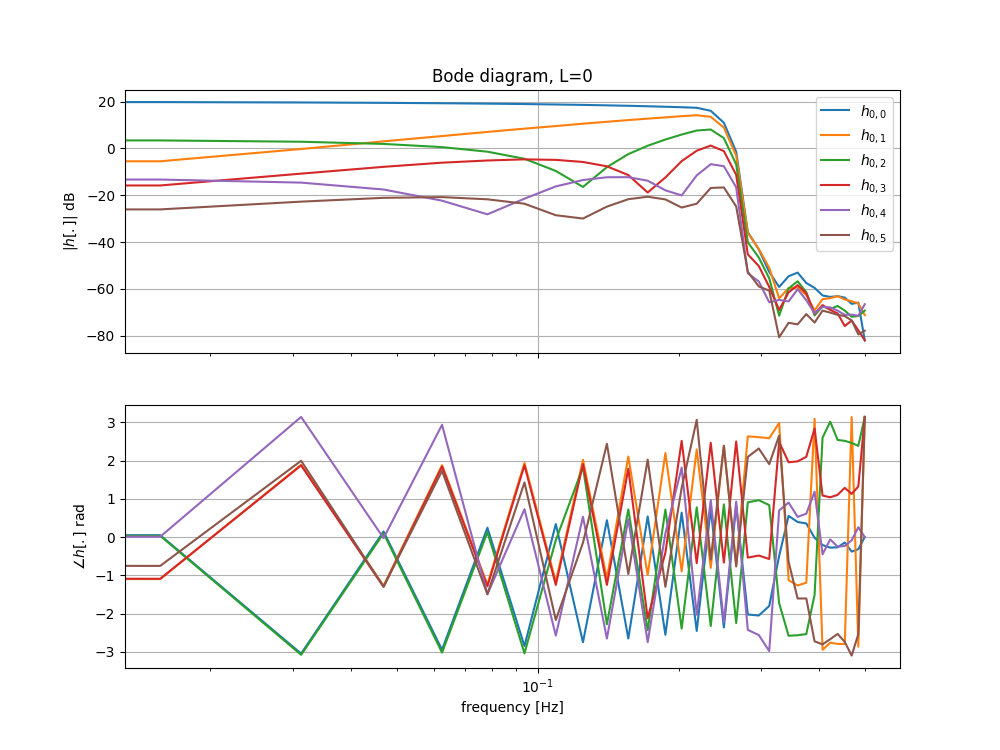 Bode diagram, L=0
|h[.]| dB
20
0
−20
−40
−60
−80
h0,0
h0,1
h0,2
h0,3
h0,4
h0,5
∠h[.] rad
3
2
1
0
−1
−2
−3
10−1
frequency [Hz]